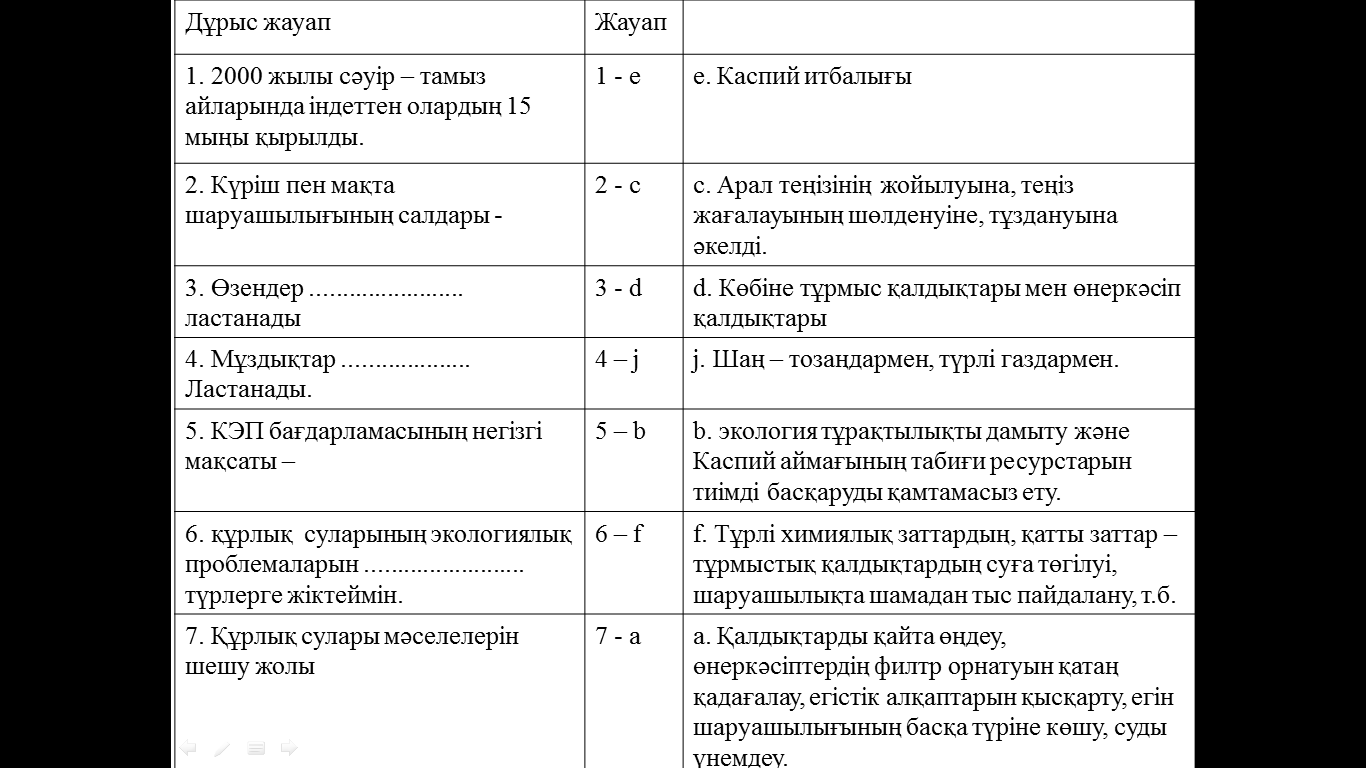 Дұрыс жауап
Жауап
1. 2000 жылы сәуір – тамыз
айларында індеттен олардың 15
мыңы қырылды.
1 - e
e. Каспий итбалығы
2. Күріш пен мақта
шаруашылығының салдары -
2 - c
c. Арал теңізінің жойылуына, теңіз
жағалауының шөлденуіне, тұздануына
әкелді.
3. Өзендер .......................
ластанады
3 - d
d. Көбіне тұрмыс қалдықтары мен өнеркәсіп
қалдықтары
4. Мұздықтар ...................
Ластанады.
4 – j
j. Шаң – тозаңдармен, түрлі газдармен.
5. КЭП бағдарламасының негізгі
мақсаты –
5 – b
b. экология тұрақтылықты дамыту және
Каспий аймағының табиғи ресурстарын
тиімді басқаруды қамтамасыз ету.
6. құрлық суларының экологиялық
проблемаларын ........................
түрлерге жіктеймін.
6 – f
f. Түрлі химиялық заттардың, қатты заттар –
тұрмыстық қалдықтардың суға төгілуі,
шаруашылықта шамадан тыс пайдалану, т.б.
7. Құрлық сулары мәселелерін
шешу жолы
7 - a
a. Қалдықтарды қайта өңдеу,
өнеркәсіптердің филтр орнатуын қатаң
қадағалау, егістік алқаптарын қысқарту, егін
шаруашылығының басқа түріне көшу, суды
үнемдеу.